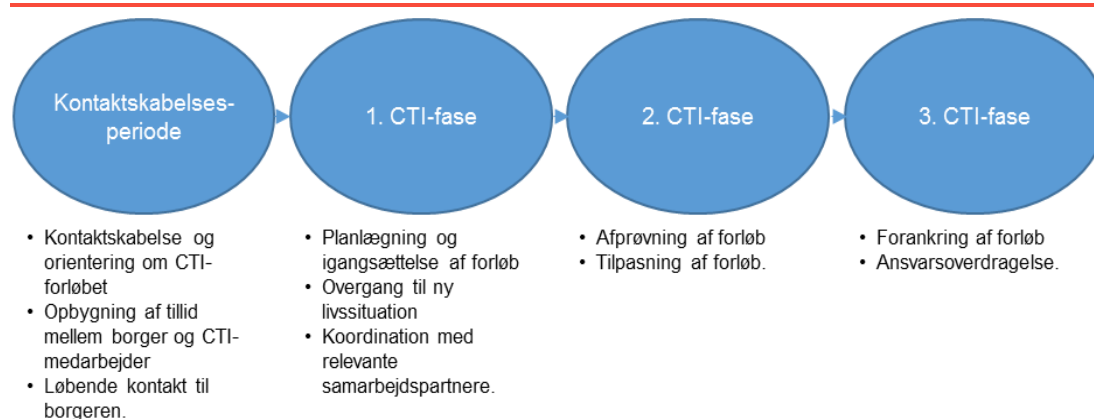 Kontaktskabelses-
periode
1. CTI-fase
2. CTI-fase
3. CTI-fase
• Kontaktskabelse og
orientering om CTI-
forløbet
• Opbygning af tillid
mellem borger og CTI-
medarbejder
• Løbende kontakt til
borgeren.
• Planlægning og
igangsættelse af forløb
• Overgang til ny
livssituation
• Koordination med
relevante
samarbejdspartnere.
• Afprøvning af forløb
• Tilpasning af forløb.
• Forankring af forløb
• Ansvarsoverdragelse.